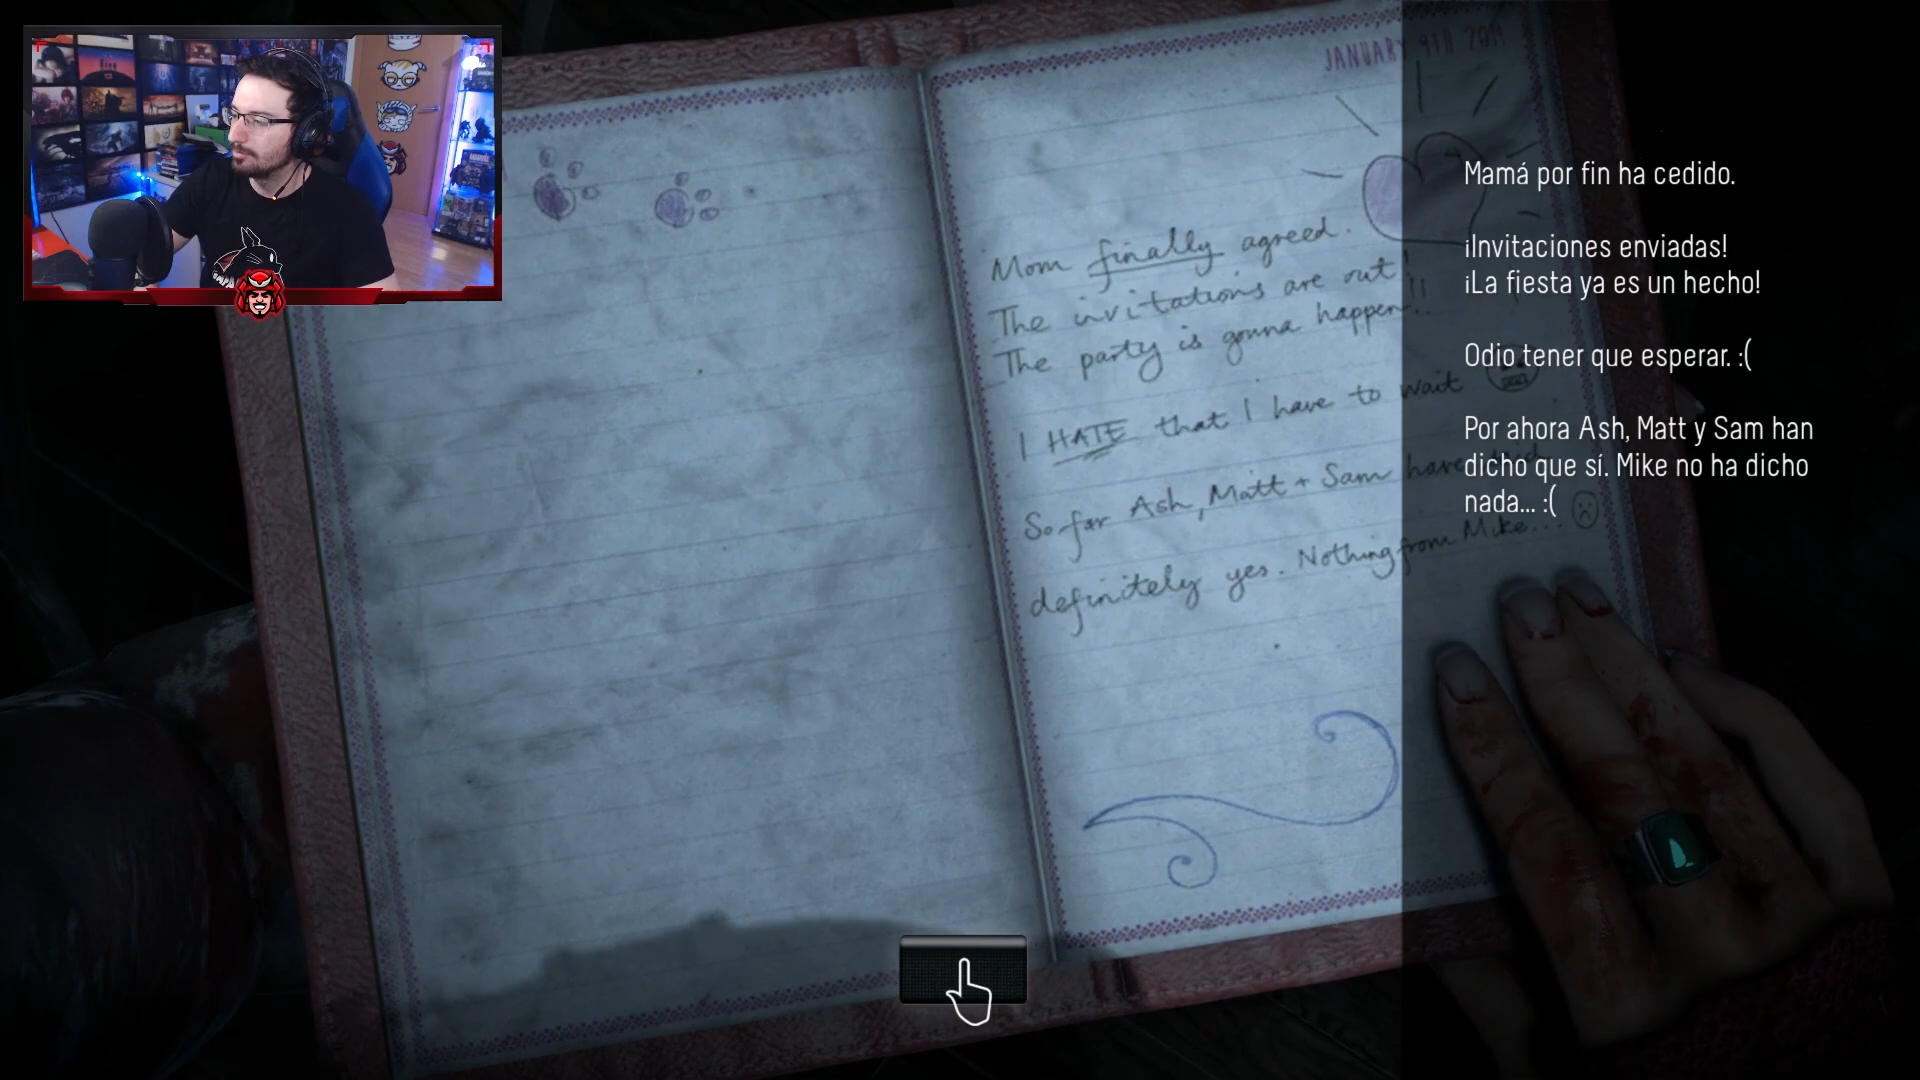 JANUARY 9TH 2014
Mom finally agreed.
The invitations are out!
The party is gonna happen!!
I HATE that I have to wait
So far Ash, Matt + Sam have said
definitely yes. Nothing from Mike...
Mamá por fin ha cedido.
¡Invitaciones enviadas!
¡La fiesta ya es un hecho!
Odio tener que esperar. :(
Por ahora Ash, Matt y Sam han
dicho que sí. Mike no ha dicho
nada... :(